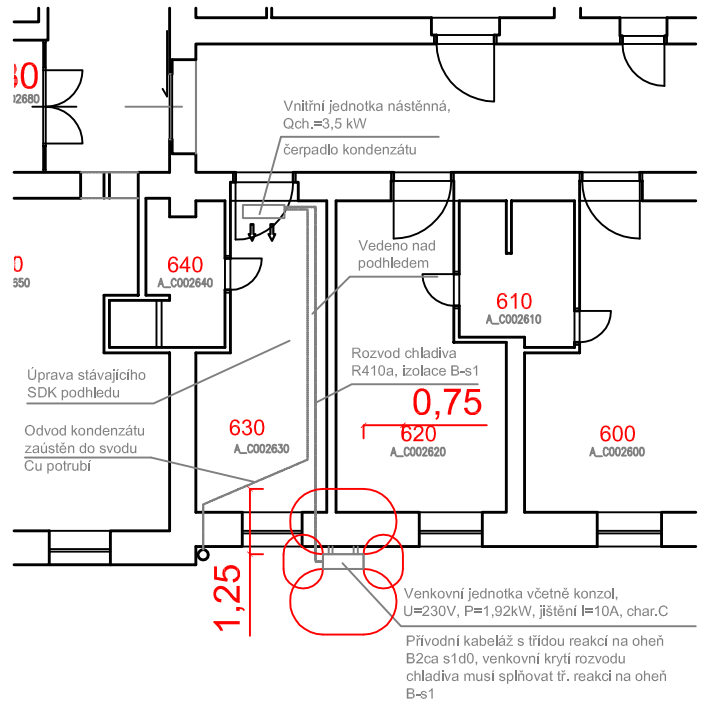 Vnitřní jednotka nástěnná,
Qch.=3,5 kW
čerpadlo kondenzátu
Vedeno nad
podhledem
640
A_C002640
610
A_C002610
Úprava stávajicího
SDK podhledu
Rozvod chladiva
R410a, izolace B-s1
0,75
Odvod kondenzátu
zaústěn do svodu
Cu potrubí
630
A_C002630
620
A_C002620
600
A_C002600
1,25
Venkovní jednotka včetně konzol,
U=230V, P=1,92kW, jištění I=10A, char.C
Přívodní kabeláž s třídou reakcí na oheň
B2ca s1d0, venkovní krytí rozvodu
chladiva musí splňovat tř. reakci na oheň
B-s1